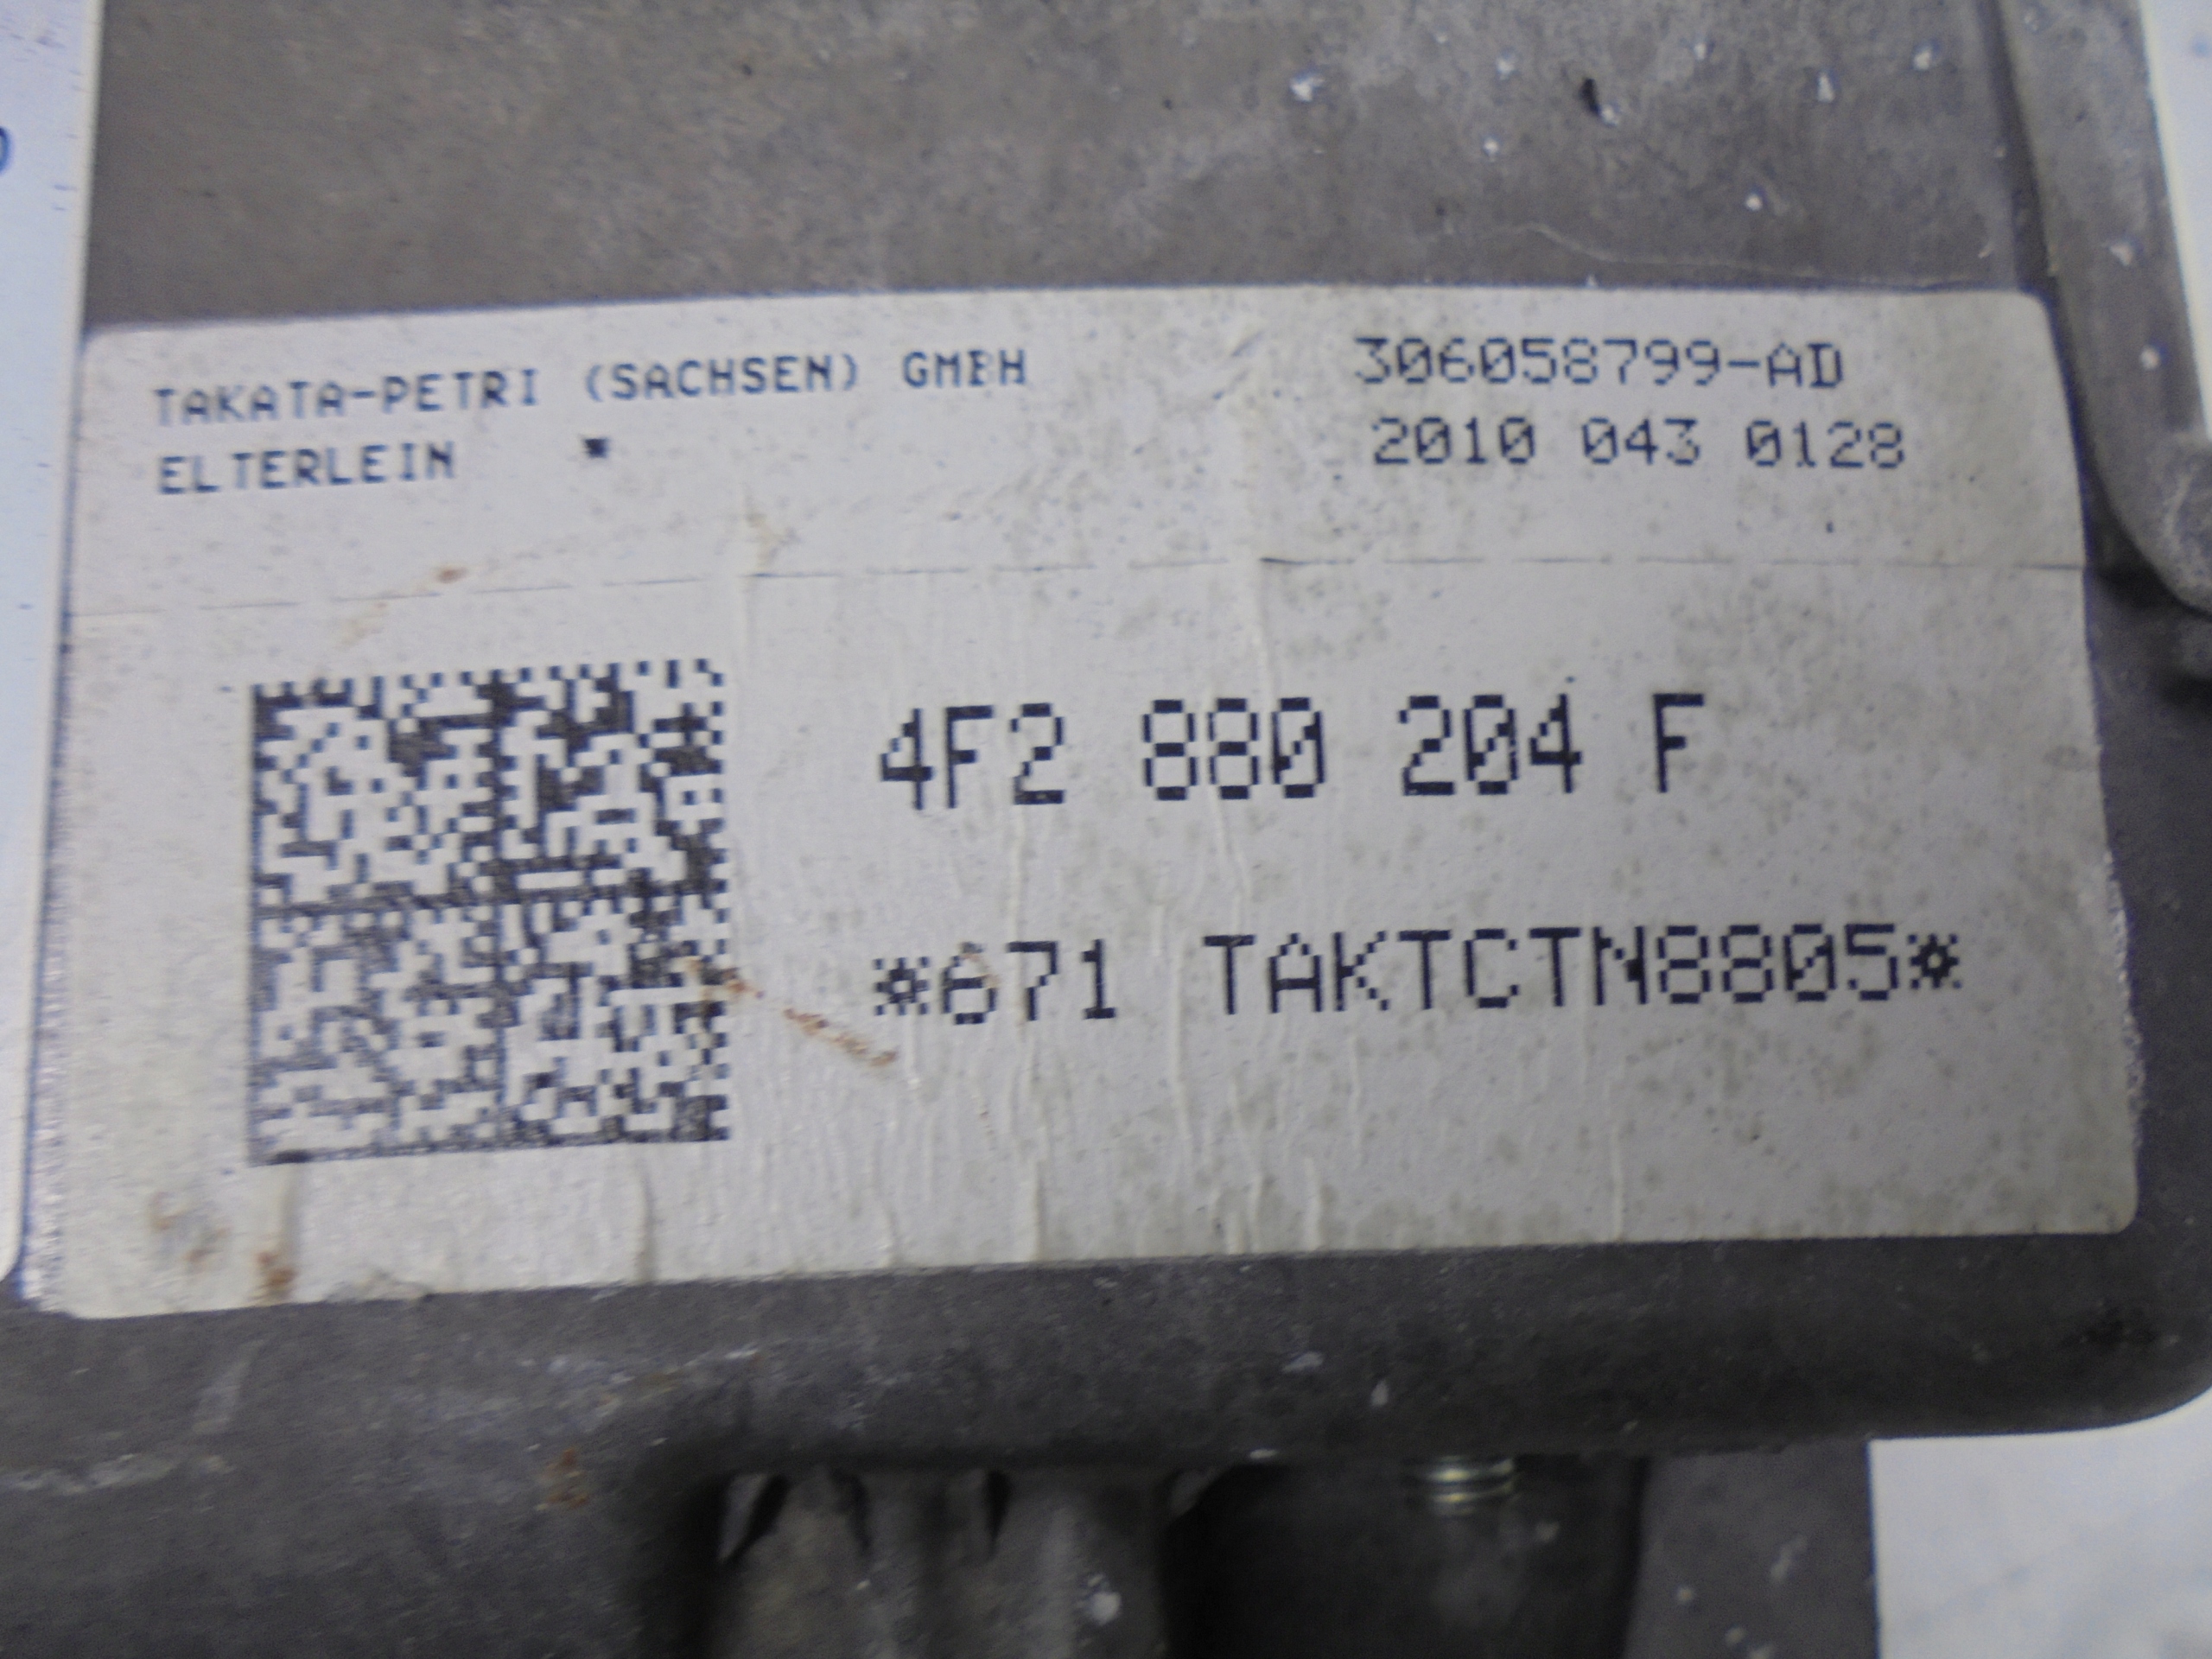 TAKATA-PETRI (SACHSEN) GMBH
ELTERLEIN
306058799-AD
2010 043 0128
4F2 880 204 F
*671 TAKTCTN8805*